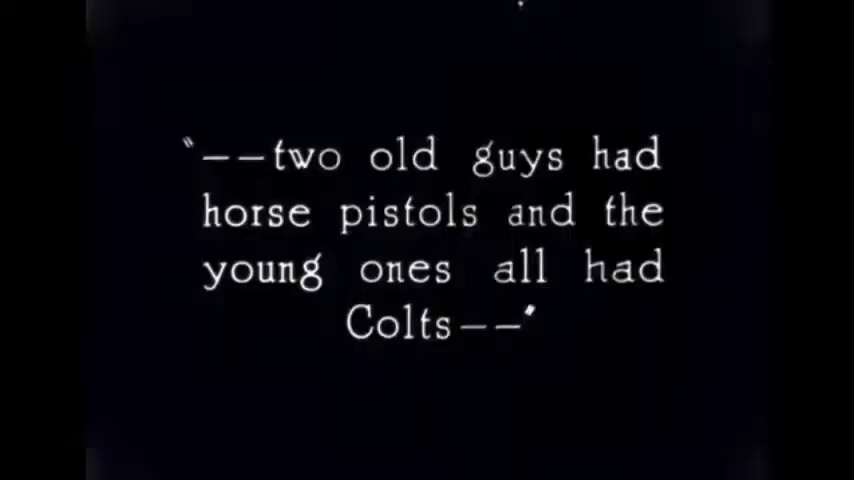 "--two old guys had
horse pistols and the
young ones all had
Colts--"